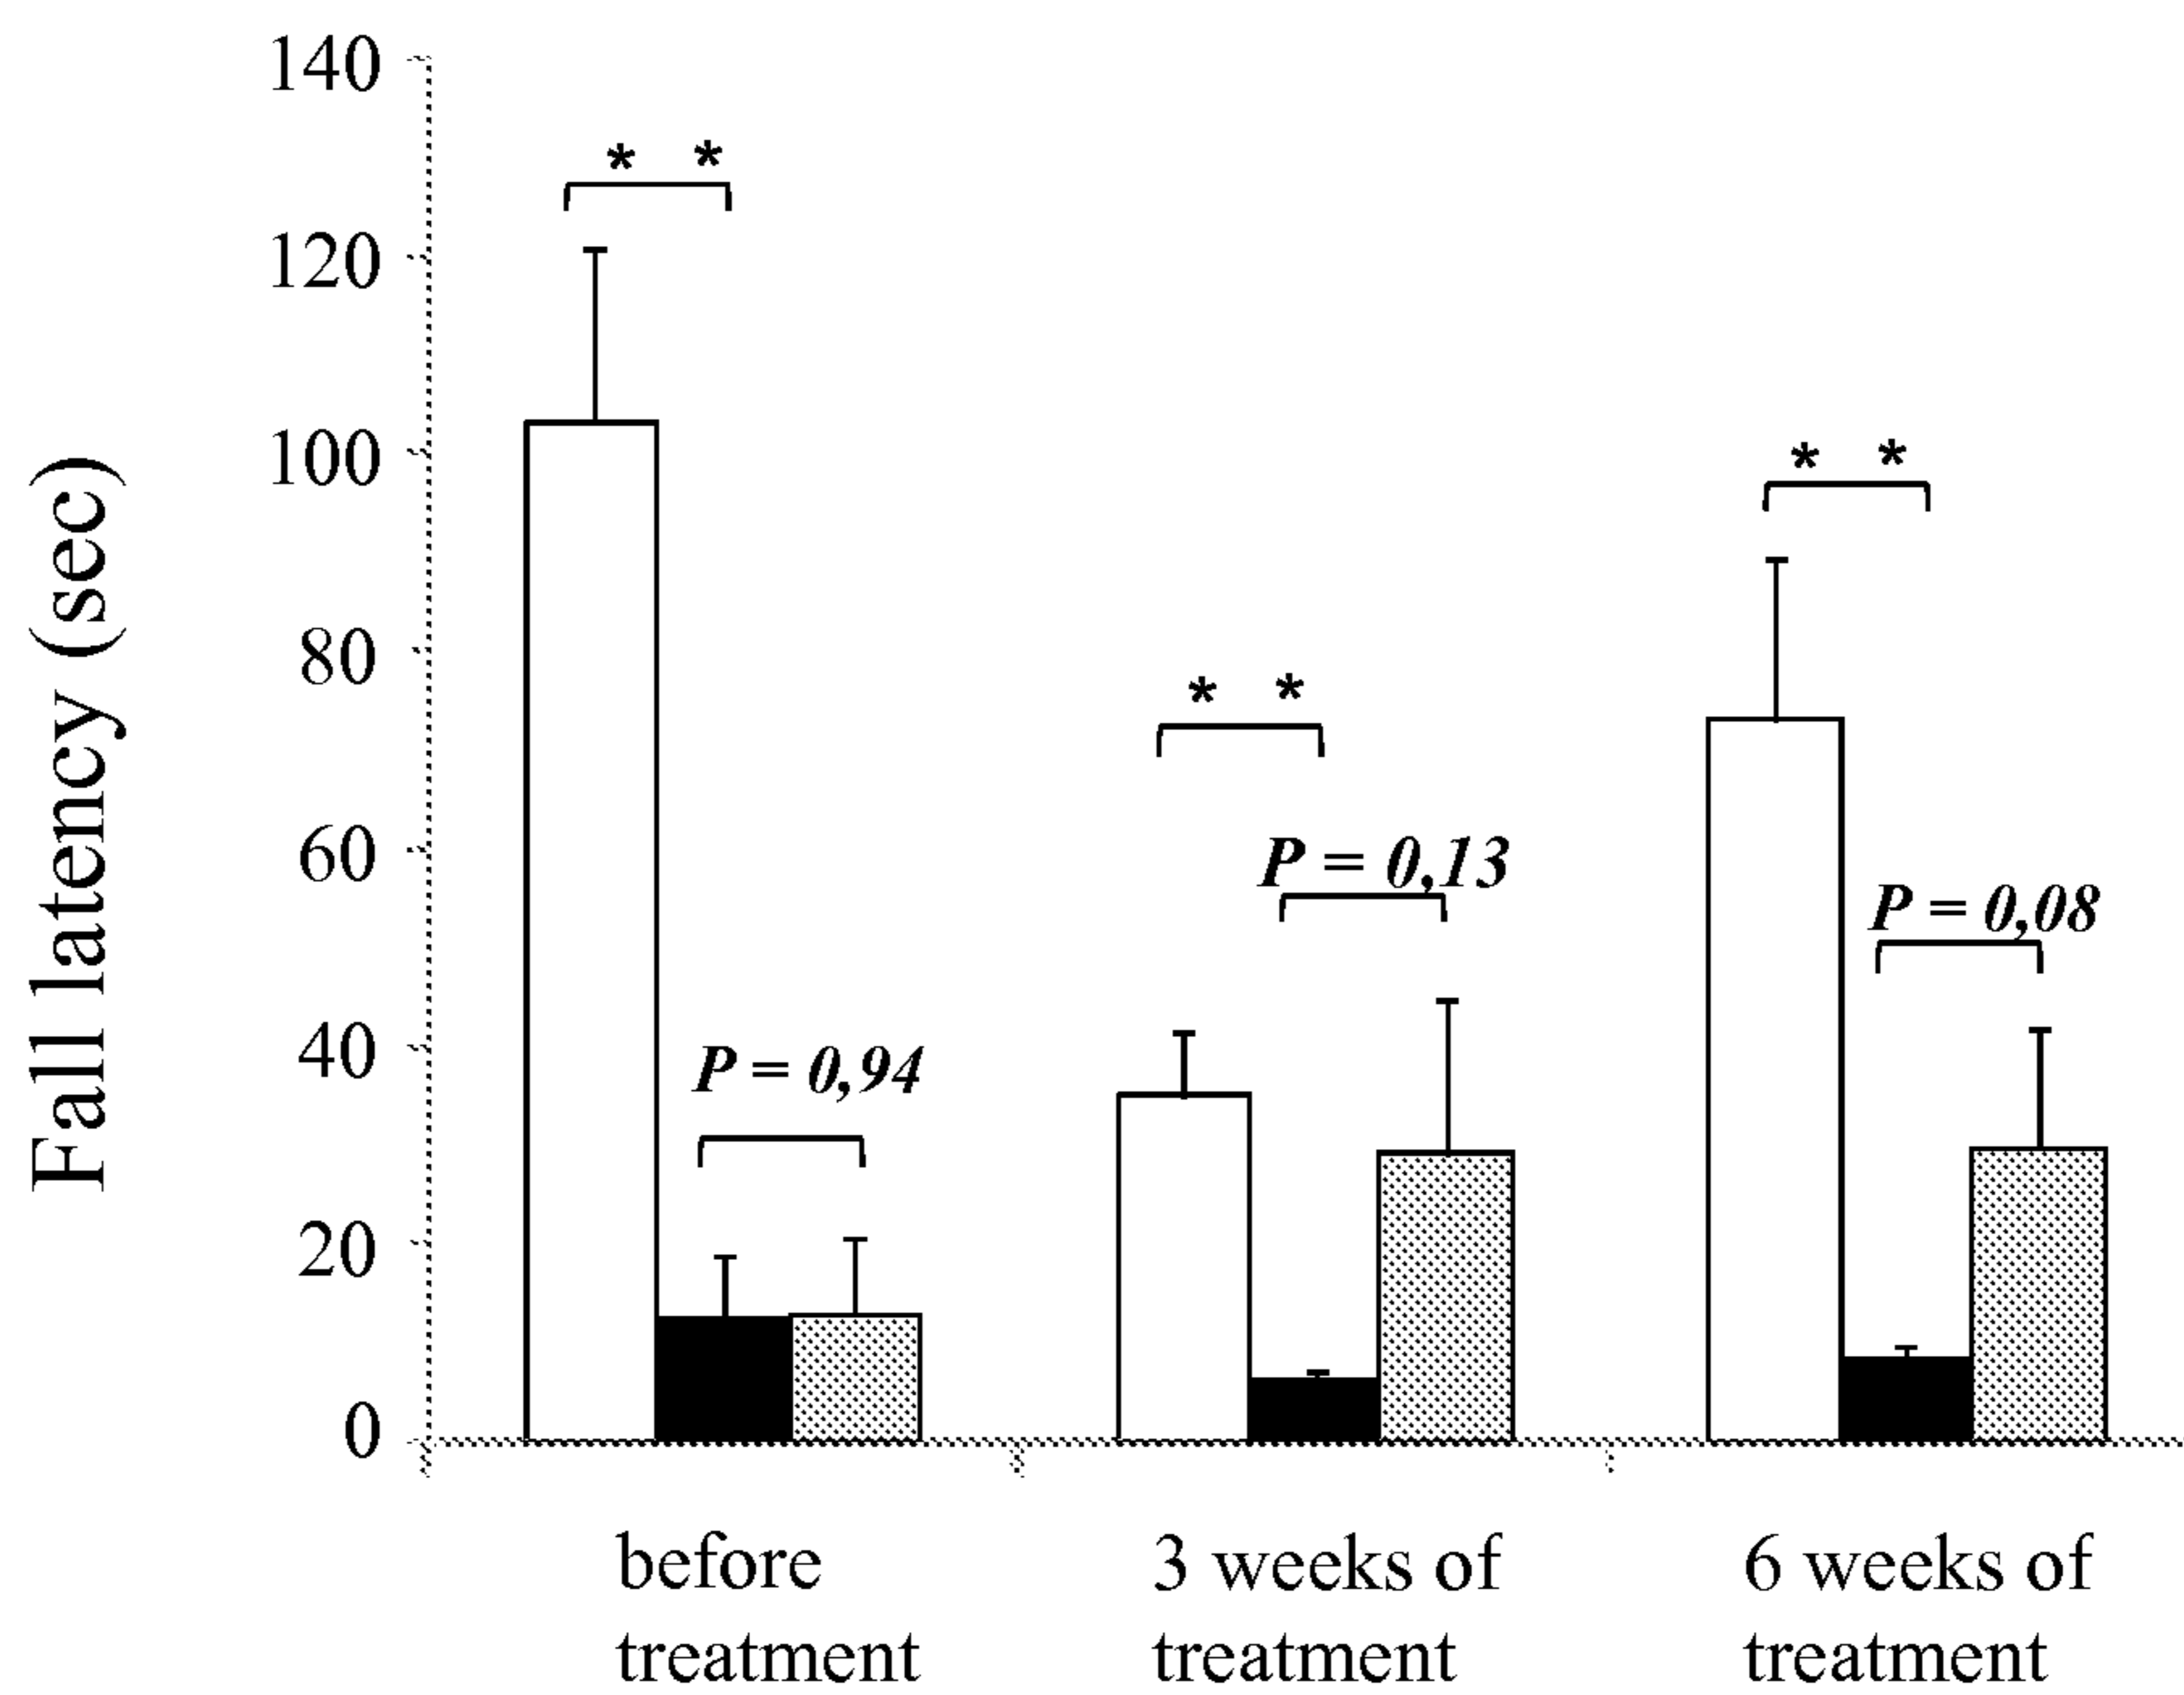 Fall latency (sec)
140
120
100
80
60
40
20
0
* *
P = 0,94
* *
P = 0,13
* *
P = 0,08
before
treatment
3 weeks of
treatment
6 weeks of
treatment